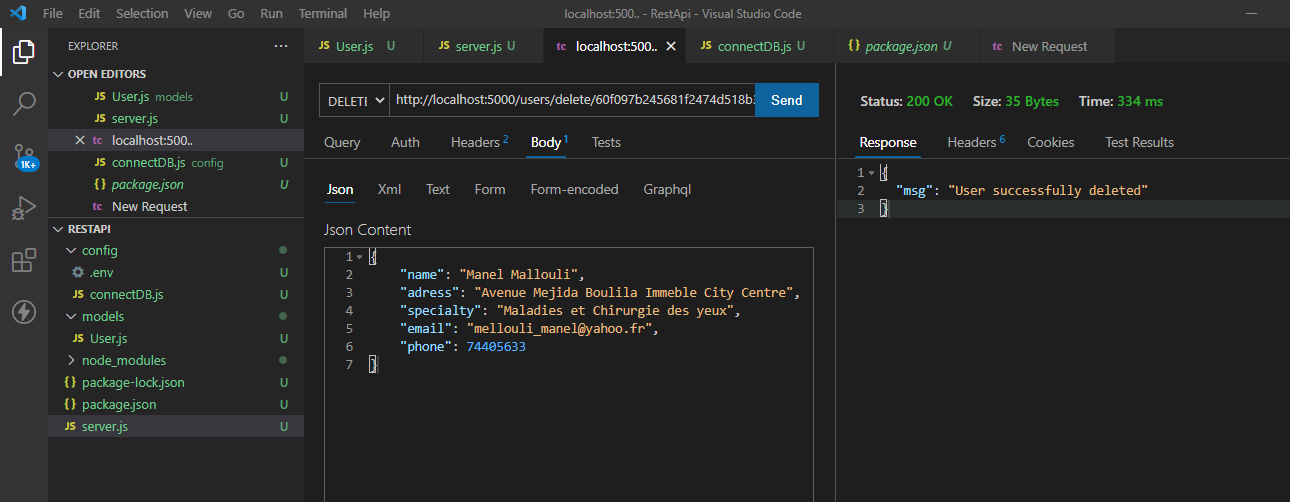 File Edit Selection View Go Run Terminal Help localhost:500.. - RestApi - Visual Studio Code
EXPLORER ···
OPEN EDITORS
JS User.js models U
JS server.js U
tc localhost:500..
JS connectDB.js config U
{} package.json U
tc New Request
RESTAPI
config
.env U
JS connectDB.js U
models
JS User.js U
node_modules
{} package-lock.json U
{} package.json U
JS server.js U
1K+
JS User.js U JS server.js U tc localhost:500.. JS connectDB.js U {} package.json U tc New Request
DELETE http://localhost:5000/users/delete/60f097b245681f2474d518b Send
Query Auth Headers 2 Body 1 Tests
Json Xml Text Form Form-encoded Graphql
Json Content
1 {
2 "name": "Manel Mallouli",
3 "adress": "Avenue Mejida Boulila Immeble City Centre",
4 "specialty": "Maladies et Chirurgie des yeux",
5 "email": "mellouli_manel@yahoo.fr",
6 "phone": 74405633
7 }
Status: 200 OK Size: 35 Bytes Time: 334 ms
Response Headers 6 Cookies Test Results
1 {
2 "msg": "User successfully deleted"
3 }